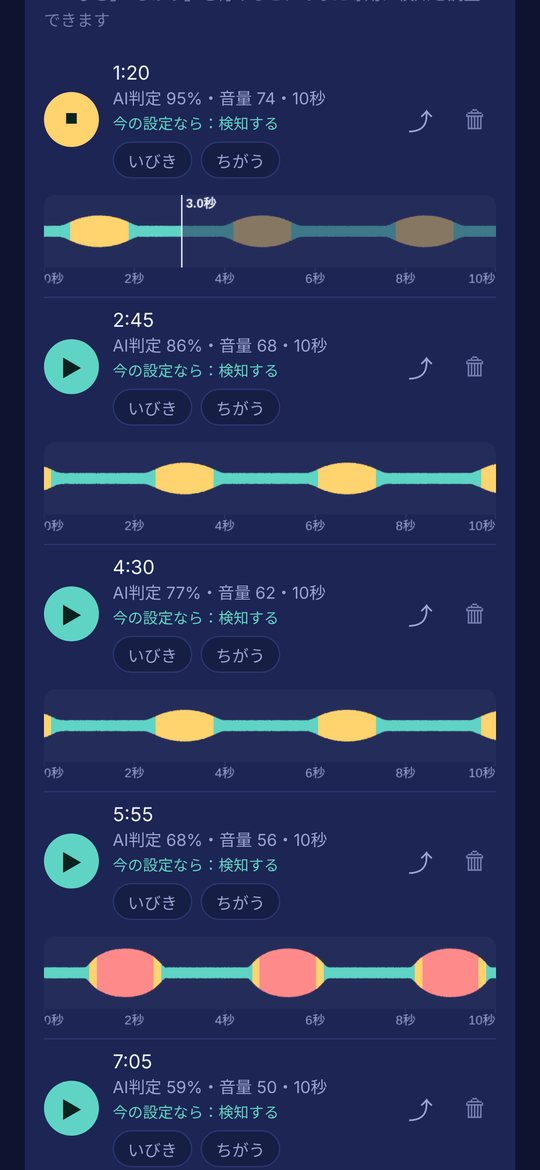 できます
1:20
AI判定 95%・音量 74・10秒
今の設定なら：検知する
いびき ちがう
3.0秒
0秒 2秒 4秒 6秒 8秒 10秒
2:45
AI判定 86%・音量 68・10秒
今の設定なら：検知する
いびき ちがう
0秒 2秒 4秒 6秒 8秒 10秒
4:30
AI判定 77%・音量 62・10秒
今の設定なら：検知する
いびき ちがう
0秒 2秒 4秒 6秒 8秒 10秒
5:55
AI判定 68%・音量 56・10秒
今の設定なら：検知する
いびき ちがう
0秒 2秒 4秒 6秒 8秒 10秒
7:05
AI判定 59%・音量 50・10秒
今の設定なら：検知する
いびき ちがう